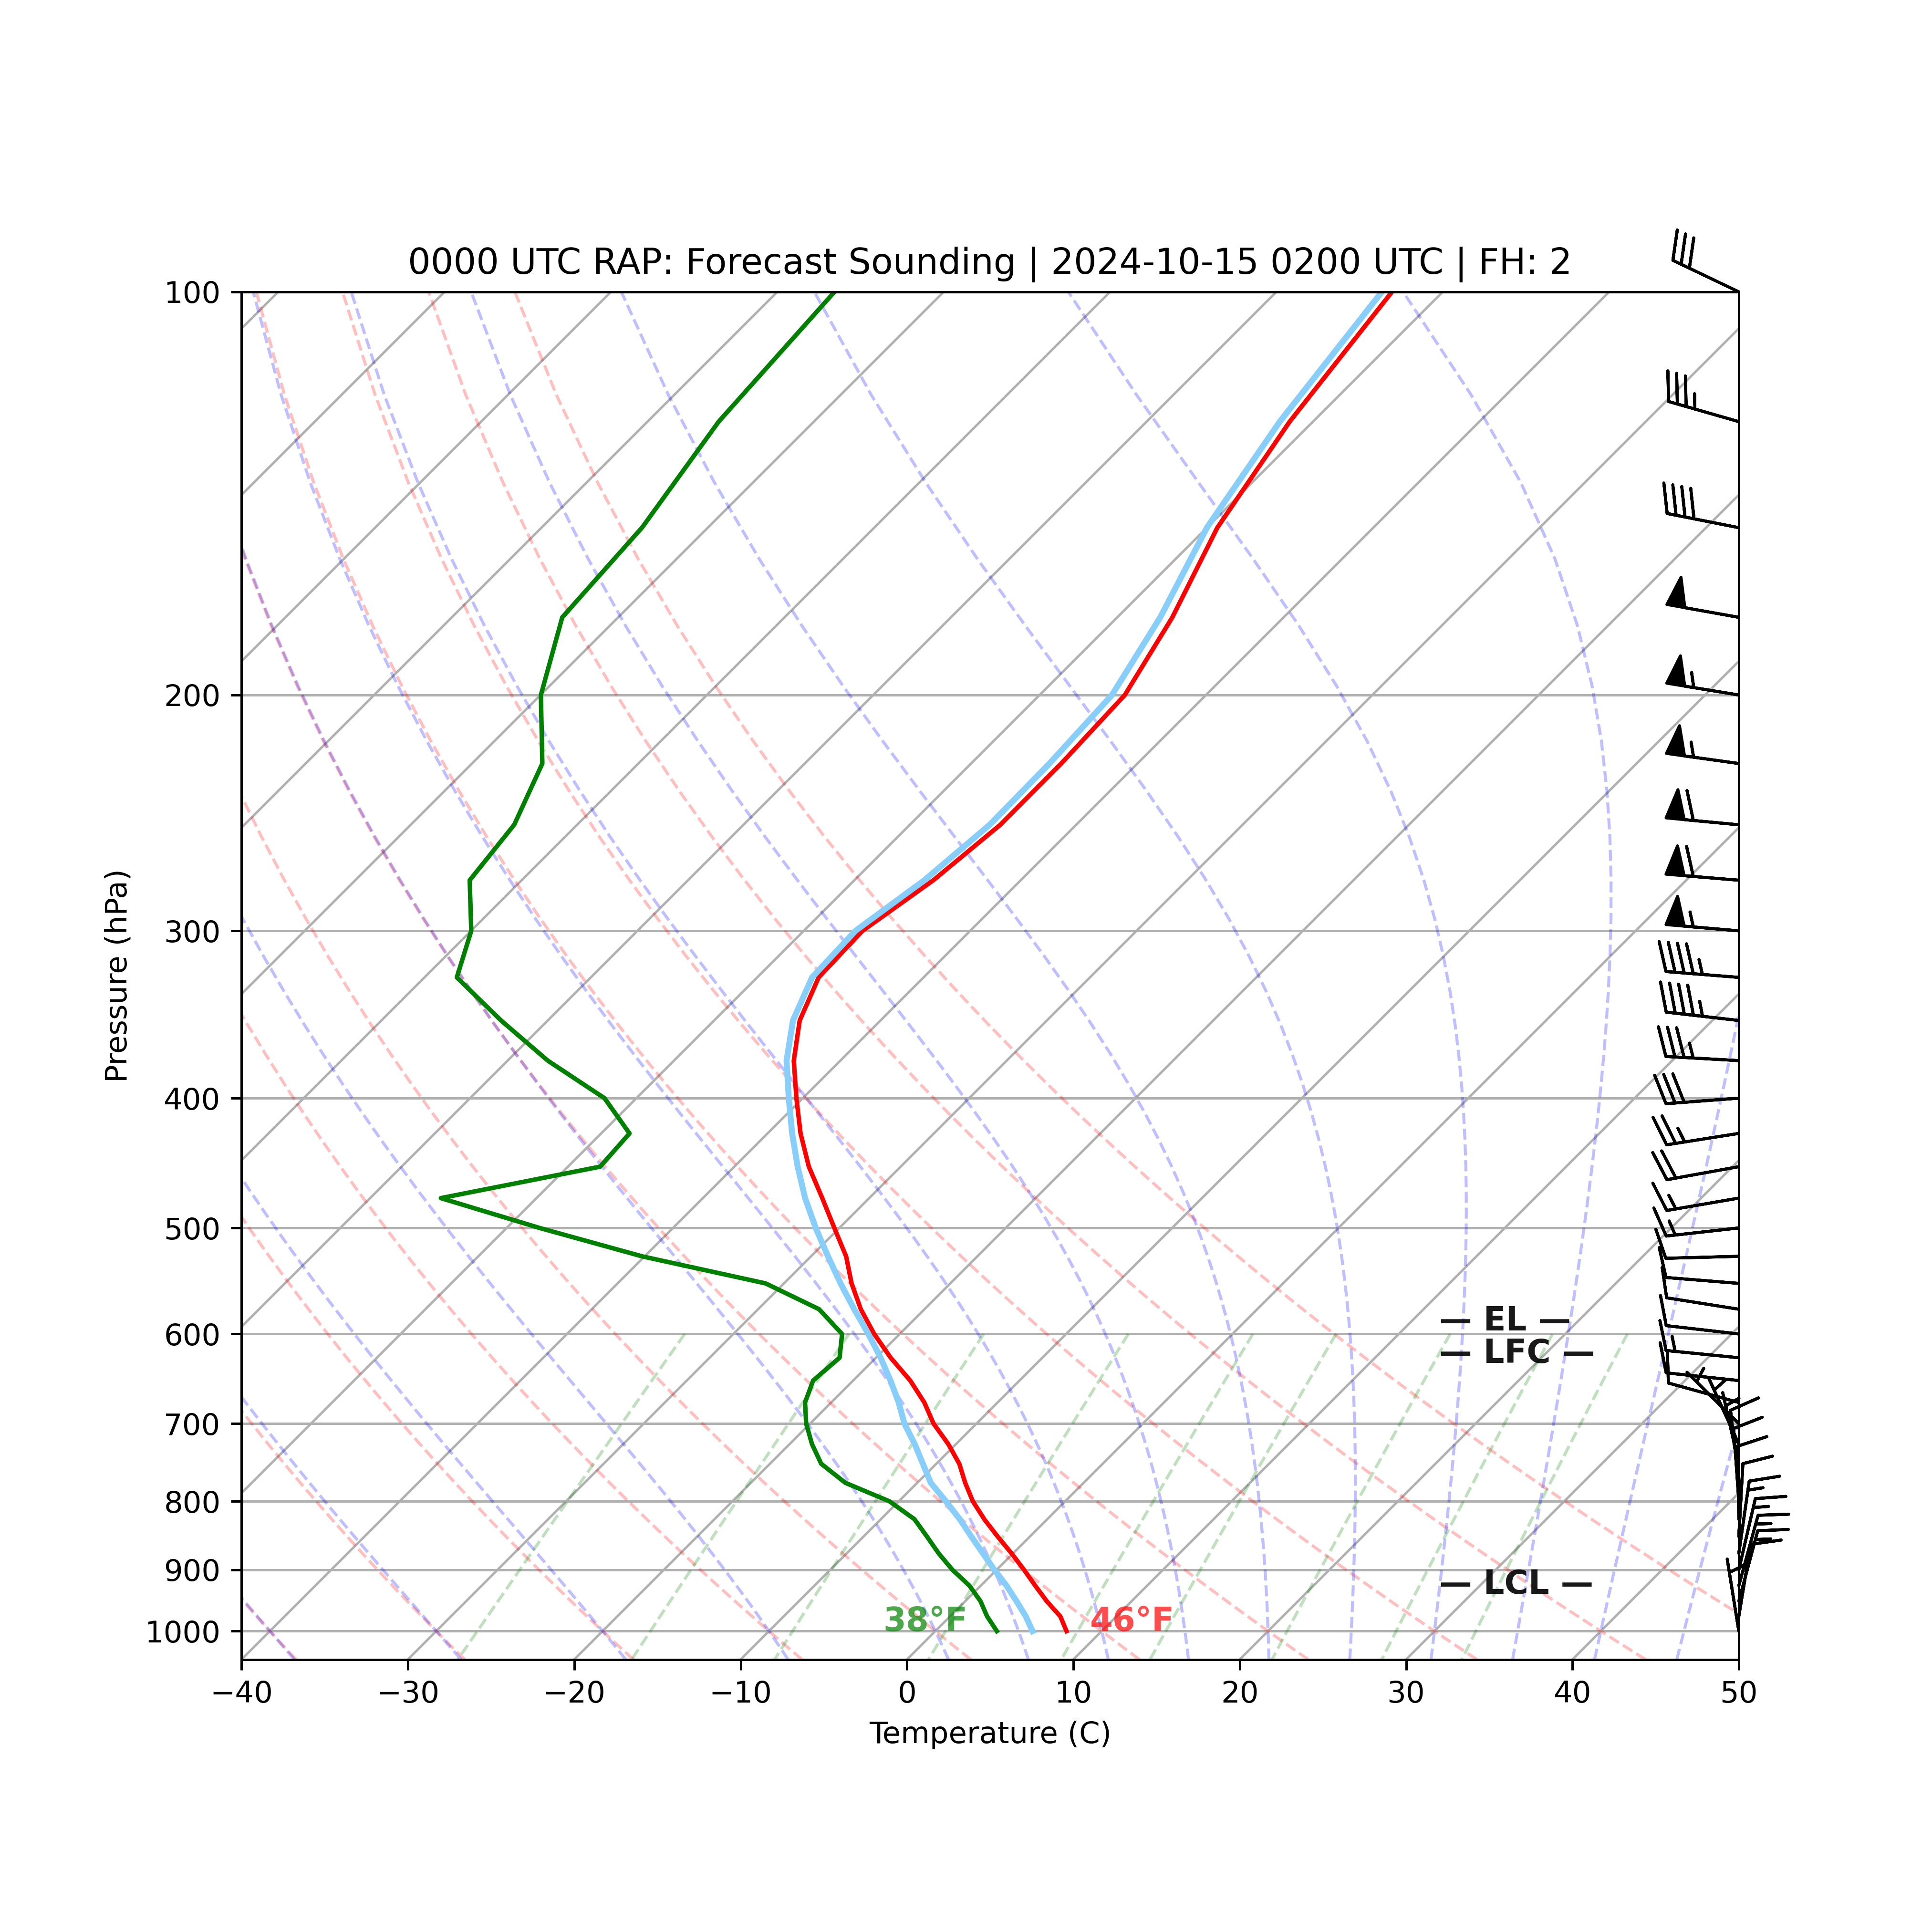 0000 UTC RAP: Forecast Sounding | 2024-10-15 0200 UTC | FH: 2
100
200
300
400
500
600
700
800
900
1000
Pressure (hPa)
— EL —
— LFC —
— LCL —
38°F
46°F
−40
−30
−20
−10
0
10
20
30
40
50
Temperature (C)